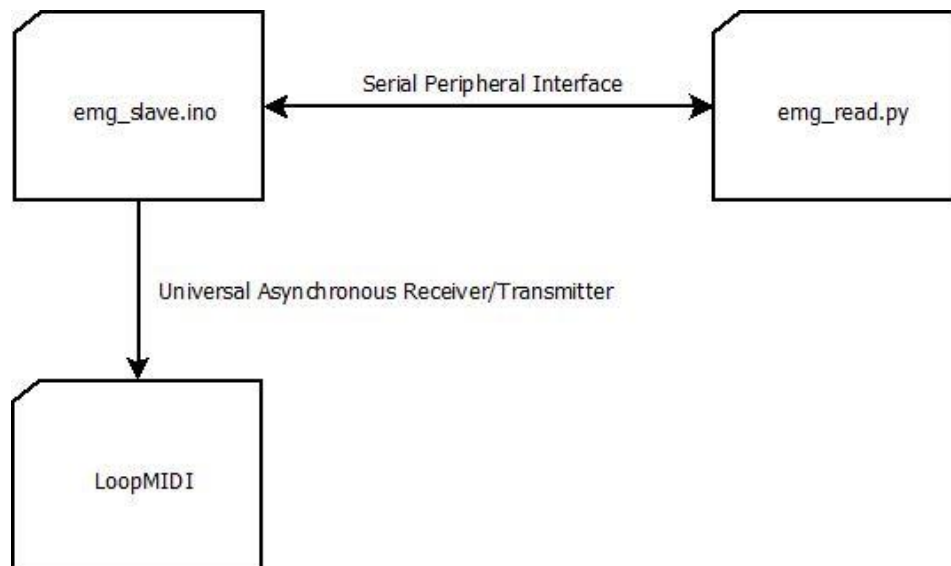 Serial Peripheral Interface
emg_slave.ino
emg_read.py
Universal Asynchronous Receiver/Transmitter
LoopMIDI